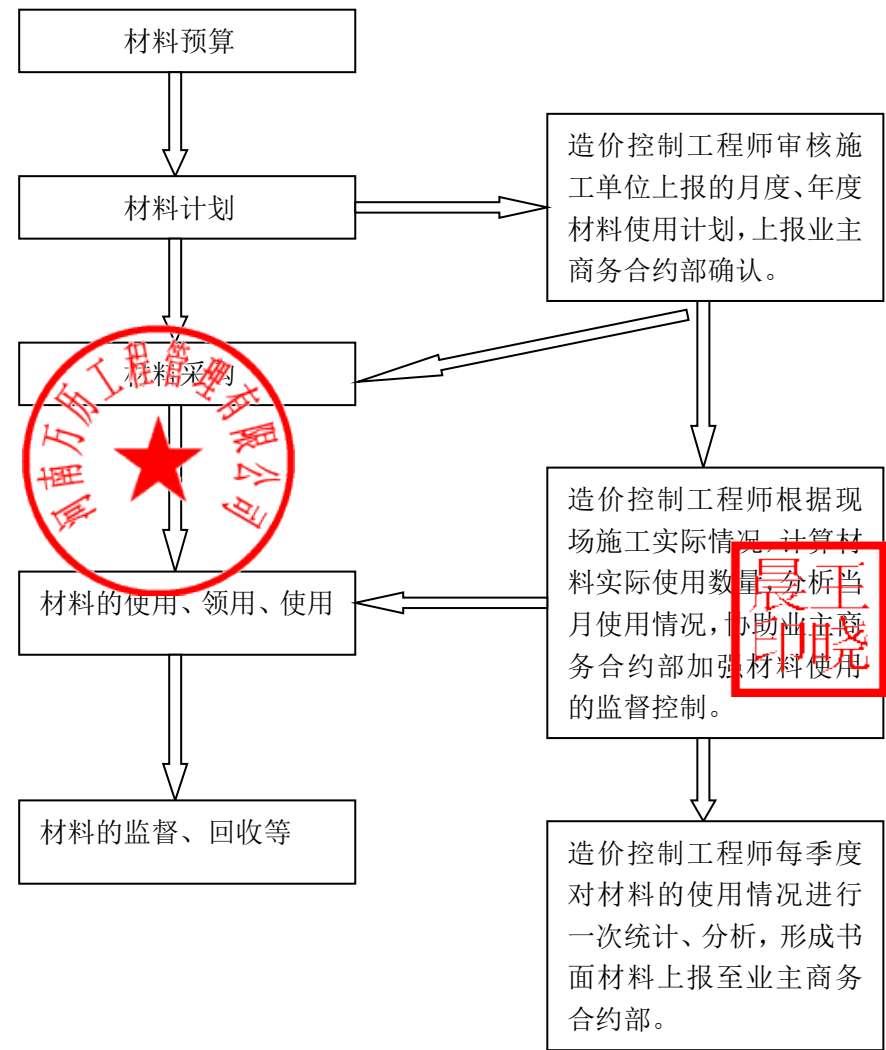 材料预算
材料计划
造价控制工程师审核施
工单位上报的月度、年度
材料使用计划，上报业主
商务合约部确认。
材料采购
河南万历工程管理有限公司
造价控制工程师根据现
场施工实际情况，计算材
料实际使用数量，分析当
月使用情况，协助业主商
务合约部加强材料使用
的监督控制。
王晓
晨印
材料的使用、领用、使用
材料的监督、回收等
造价控制工程师每季度
对材料的使用情况进行
一次统计、分析，形成书
面材料上报至业主商务
合约部。